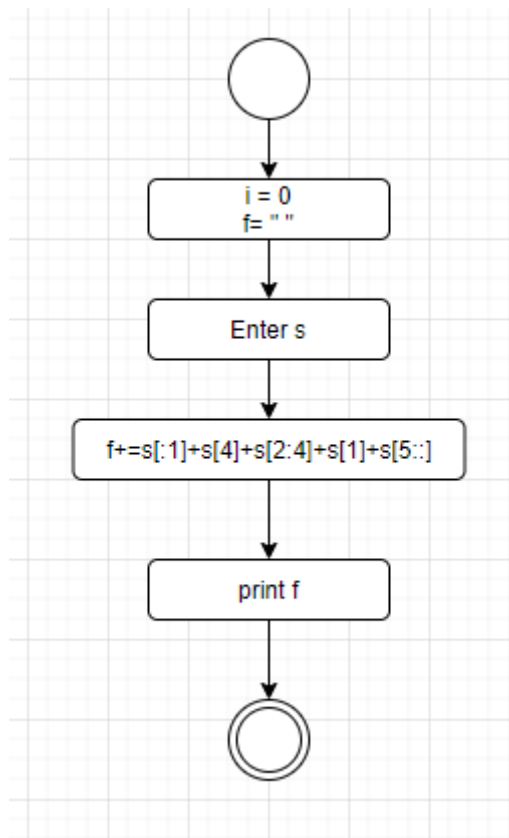 i = 0
f= " "
Enter s
f+=s[:1]+s[4]+s[2:4]+s[1]+s[5::]
print f